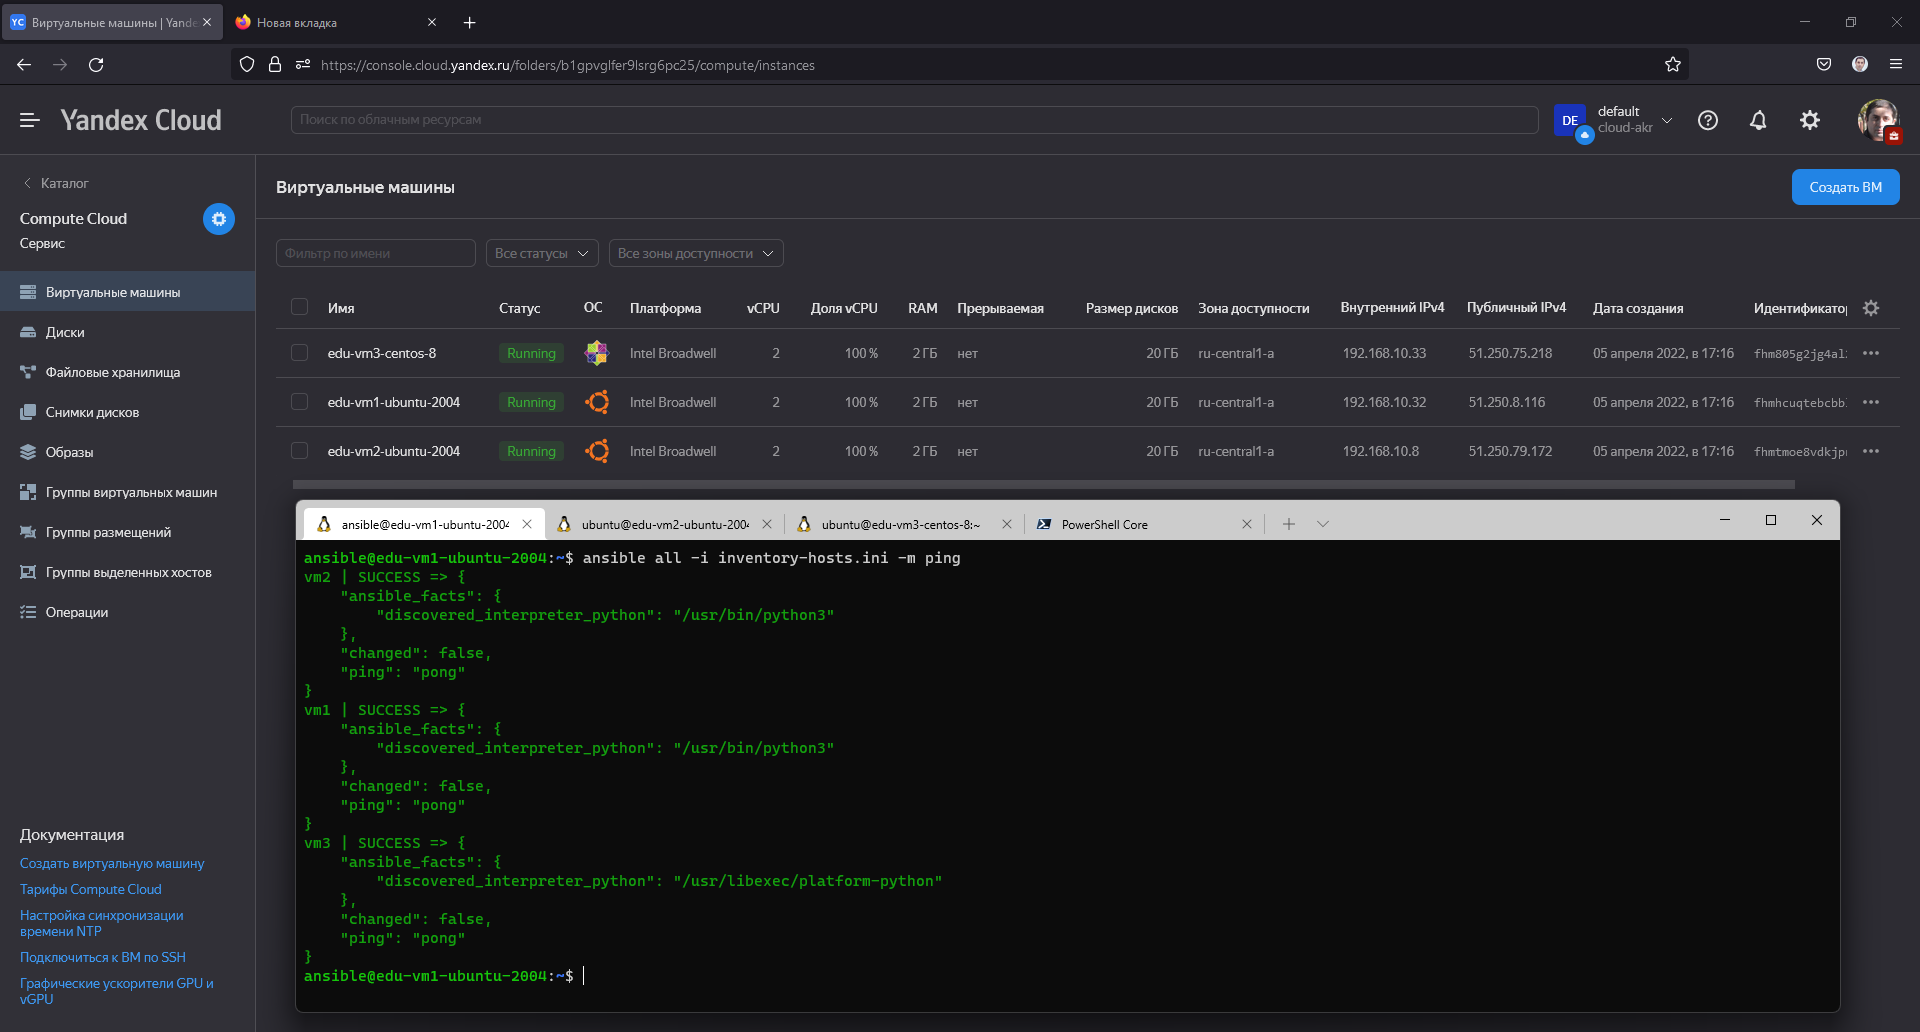 Виртуальные машины | Yande
Новая вкладка
https://console.cloud.yandex.ru/folders/b1gpvglfer9lsrg6pc25/compute/instances
Yandex Cloud
Поиск по облачным ресурсам
DE
default
cloud-akr
Каталог
Compute Cloud
Сервис
Виртуальные машины
Диски
Файловые хранилища
Снимки дисков
Образы
Группы виртуальных машин
Группы размещений
Группы выделенных хостов
Операции
Документация
Создать виртуальную машину
Тарифы Compute Cloud
Настройка синхронизации
времени NTP
Подключиться к ВМ по SSH
Графические ускорители GPU и
vGPU
Виртуальные машины
Создать ВМ
Фильтр по имени
Все статусы
Все зоны доступности
Имя Статус ОС Платформа vCPU Доля vCPU RAM Прерываемая Размер дисков Зона доступности Внутренний IPv4 Публичный IPv4 Дата создания Идентификатор
edu-vm3-centos-8 Running Intel Broadwell 2 100 % 2 ГБ нет 20 ГБ ru-central1-a 192.168.10.33 51.250.75.218 05 апреля 2022, в 17:16 fhm805g2jg4al
edu-vm1-ubuntu-2004 Running Intel Broadwell 2 100 % 2 ГБ нет 20 ГБ ru-central1-a 192.168.10.32 51.250.8.116 05 апреля 2022, в 17:16 fhmhcuqtebcbb
edu-vm2-ubuntu-2004 Running Intel Broadwell 2 100 % 2 ГБ нет 20 ГБ ru-central1-a 192.168.10.8 51.250.79.172 05 апреля 2022, в 17:16 fhmtmoe8vdkjp
ansible@edu-vm1-ubuntu-2004
ubuntu@edu-vm2-ubuntu-2004
ubuntu@edu-vm3-centos-8:~
PowerShell Core
ansible@edu-vm1-ubuntu-2004:~$ ansible all -i inventory-hosts.ini -m ping
vm2 | SUCCESS => {
    "ansible_facts": {
        "discovered_interpreter_python": "/usr/bin/python3"
    },
    "changed": false,
    "ping": "pong"
}
vm1 | SUCCESS => {
    "ansible_facts": {
        "discovered_interpreter_python": "/usr/bin/python3"
    },
    "changed": false,
    "ping": "pong"
}
vm3 | SUCCESS => {
    "ansible_facts": {
        "discovered_interpreter_python": "/usr/libexec/platform-python"
    },
    "changed": false,
    "ping": "pong"
}
ansible@edu-vm1-ubuntu-2004:~$